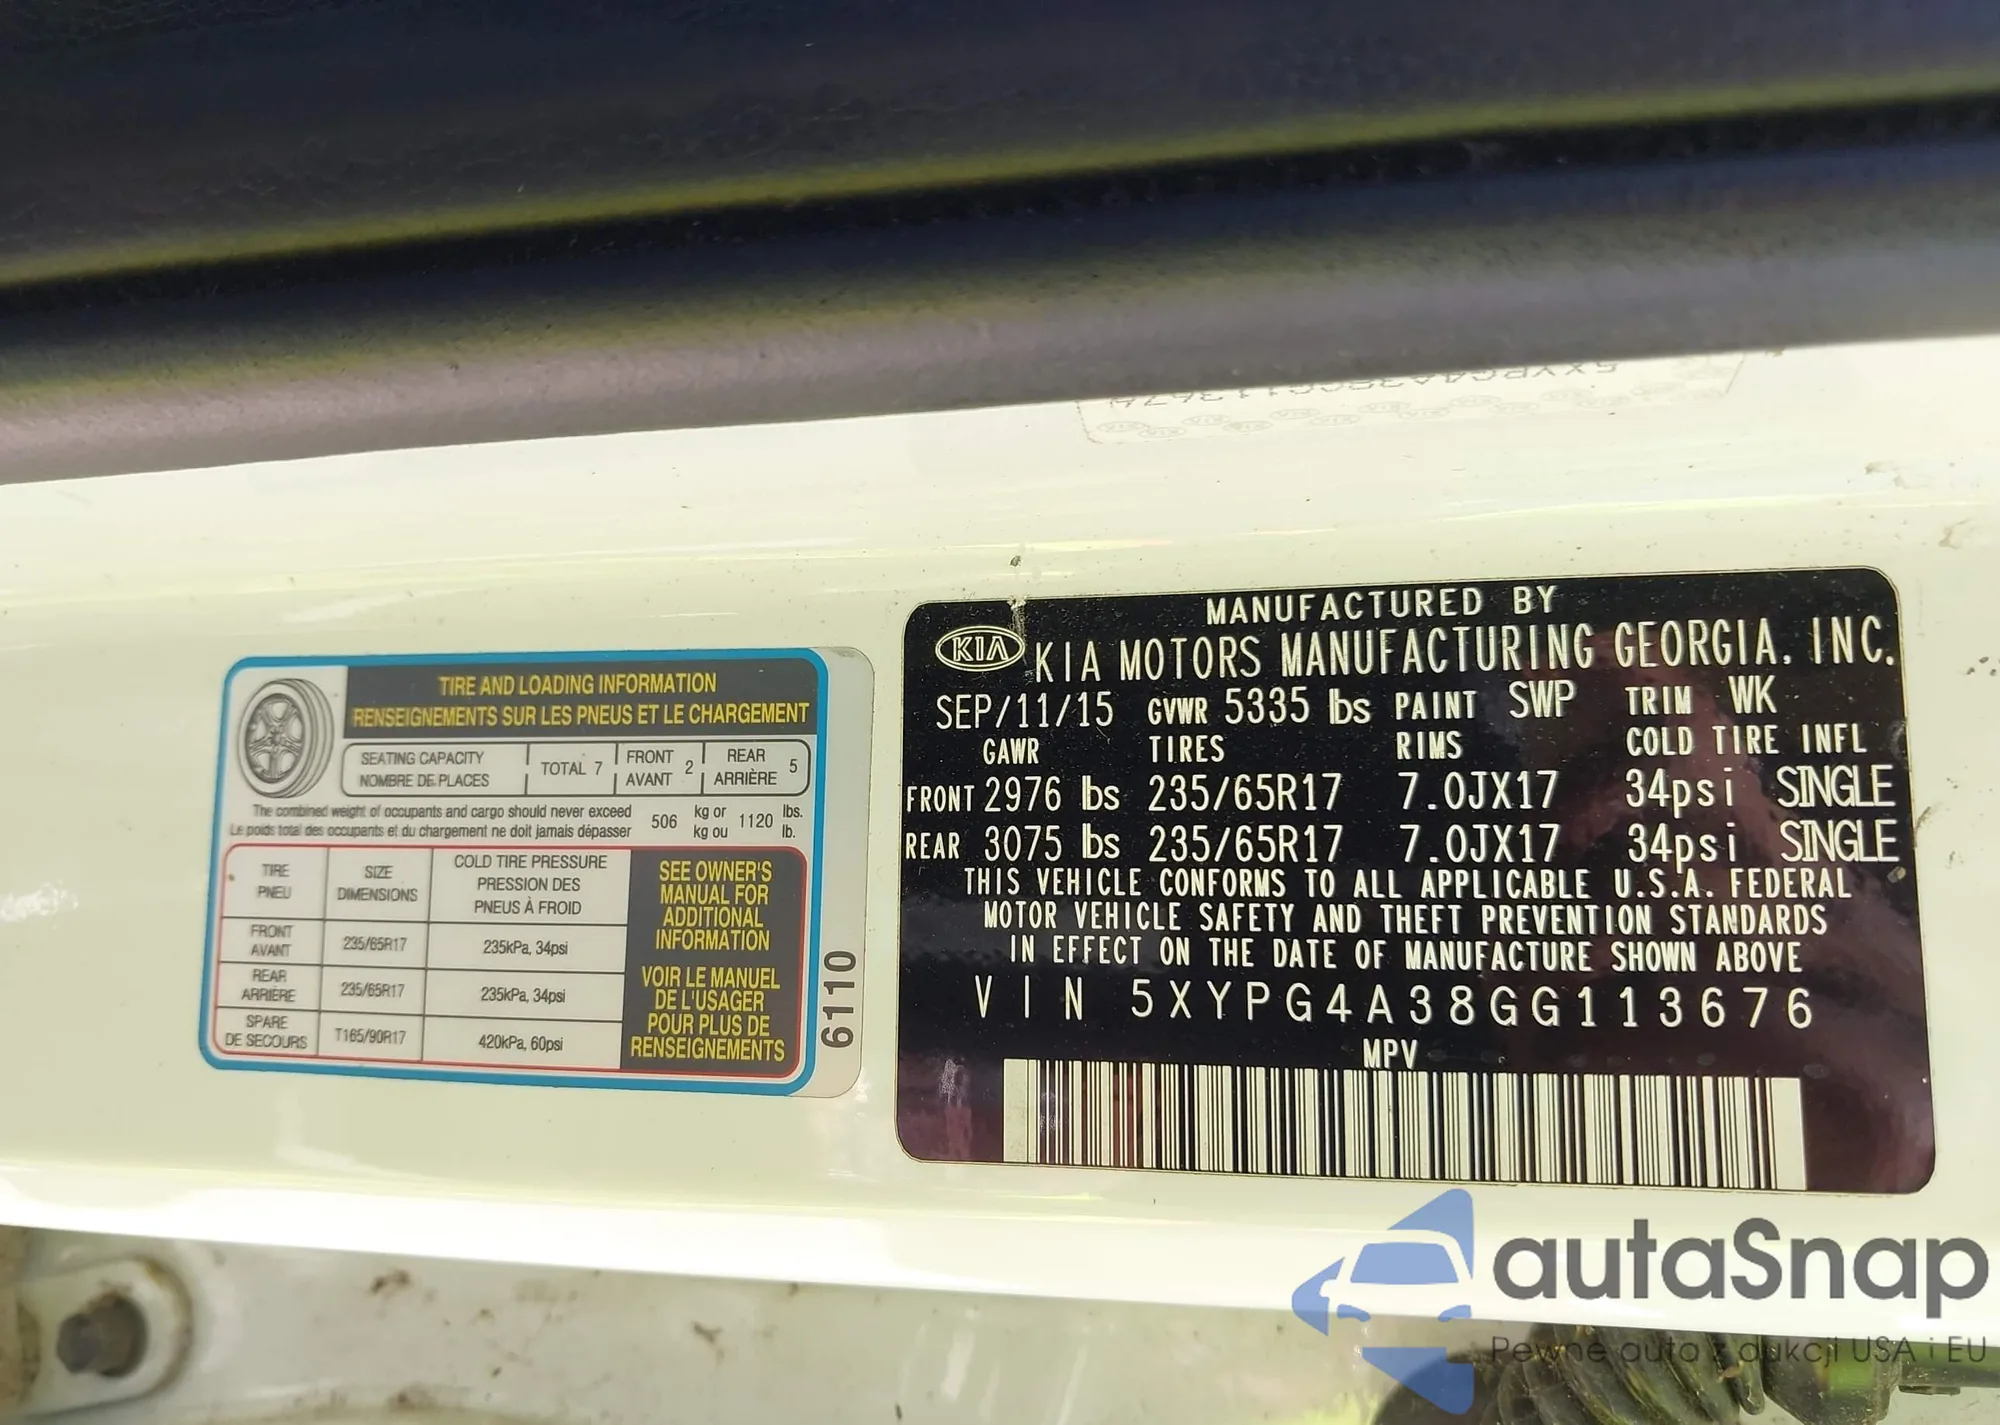 5XYPG4A38GG113676
TIRE AND LOADING INFORMATION
RENSEIGNEMENTS SUR LES PNEUS ET LE CHARGEMENT
SEATING CAPACITY
NOMBRE DE PLACES
TOTAL 7
FRONT
AVANT
2
REAR
ARRIÈRE
5
The combined weight of occupants and cargo should never exceed
Le poids total des occupants et du chargement ne doit jamais dépasser
506
kg or
kg ou
1120
lbs.
lb.
TIRE
PNEU
SIZE
DIMENSIONS
COLD TIRE PRESSURE
PRESSION DES
PNEUS À FROID
FRONT
AVANT
235/65R17
235kPa, 34psi
REAR
ARRIÈRE
235/65R17
235kPa, 34psi
SPARE
DE SECOURS
T165/90R17
420kPa, 60psi
SEE OWNER'S
MANUAL FOR
ADDITIONAL
INFORMATION
VOIR LE MANUEL
DE L'USAGER
POUR PLUS DE
RENSEIGNEMENTS
6110
MANUFACTURED BY
KIA KIA MOTORS MANUFACTURING GEORGIA, INC.
SEP/11/15 GVWR 5335 lbs PAINT SWP TRIM WK
GAWR TIRES RIMS COLD TIRE INFL
FRONT 2976 lbs 235/65R17 7.0JX17 34psi SINGLE
REAR 3075 lbs 235/65R17 7.0JX17 34psi SINGLE
THIS VEHICLE CONFORMS TO ALL APPLICABLE U.S.A. FEDERAL
MOTOR VEHICLE SAFETY AND THEFT PREVENTION STANDARDS
IN EFFECT ON THE DATE OF MANUFACTURE SHOWN ABOVE
VIN 5XYPG4A38GG113676
MPV
autaSnap
Pewne auta z aukcji USA i EU